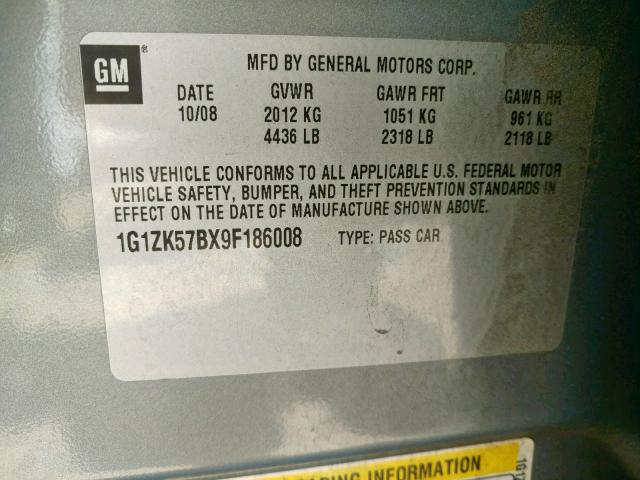 GM®
MFD BY GENERAL MOTORS CORP.
DATE GVWR GAWR FRT GAWR RR
10/08 2012 KG 1051 KG 961 KG
4436 LB 2318 LB 2118 LB
THIS VEHICLE CONFORMS TO ALL APPLICABLE U.S. FEDERAL MOTOR
VEHICLE SAFETY, BUMPER, AND THEFT PREVENTION STANDARDS IN
EFFECT ON THE DATE OF MANUFACTURE SHOWN ABOVE.
1G1ZK57BX9F186008 TYPE: PASS CAR
INFORMATION